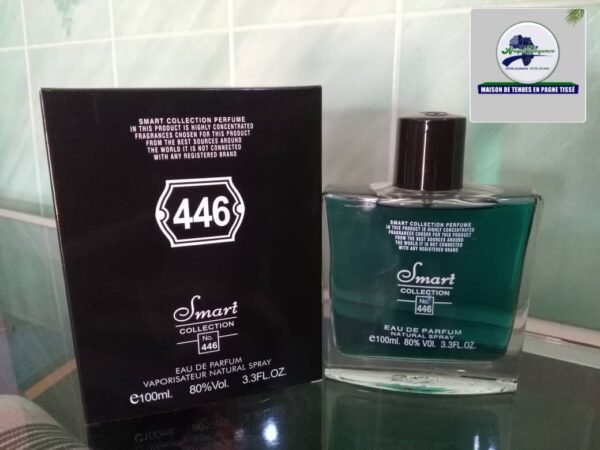 SMART COLLECTION PERFUME
IN THIS PRODUCT IS HIGHLY CONCENTRATED
FRAGRANCES CHOSEN FOR THIS PRODUCT
FROM THE BEST SOURCES AROUND
THE WORLD IT IS NOT CONNECTED
WITH ANY REGISTERED BRAND
446
Smart
COLLECTION
No.
446
EAU DE PARFUM
VAPORISATEUR NATURAL SPRAY
e100ml. 80%Vol. 3.3FL.OZ.
SMART COLLECTION PERFUME
IN THIS PRODUCT IS HIGHLY CONCENTRATED
FRAGRANCES CHOSEN FOR THIS PRODUCT
FROM THE BEST SOURCES AROUND
THE WORLD IT IS NOT CONNECTED
WITH ANY REGISTERED BRAND
Smart
COLLECTION
No.
446
EAU DE PARFUM
NATURAL SPRAY
e100ml. 80% Vol. 3.3FL.OZ.
MAISON DE TENUES EN PAGNE TISSÉ